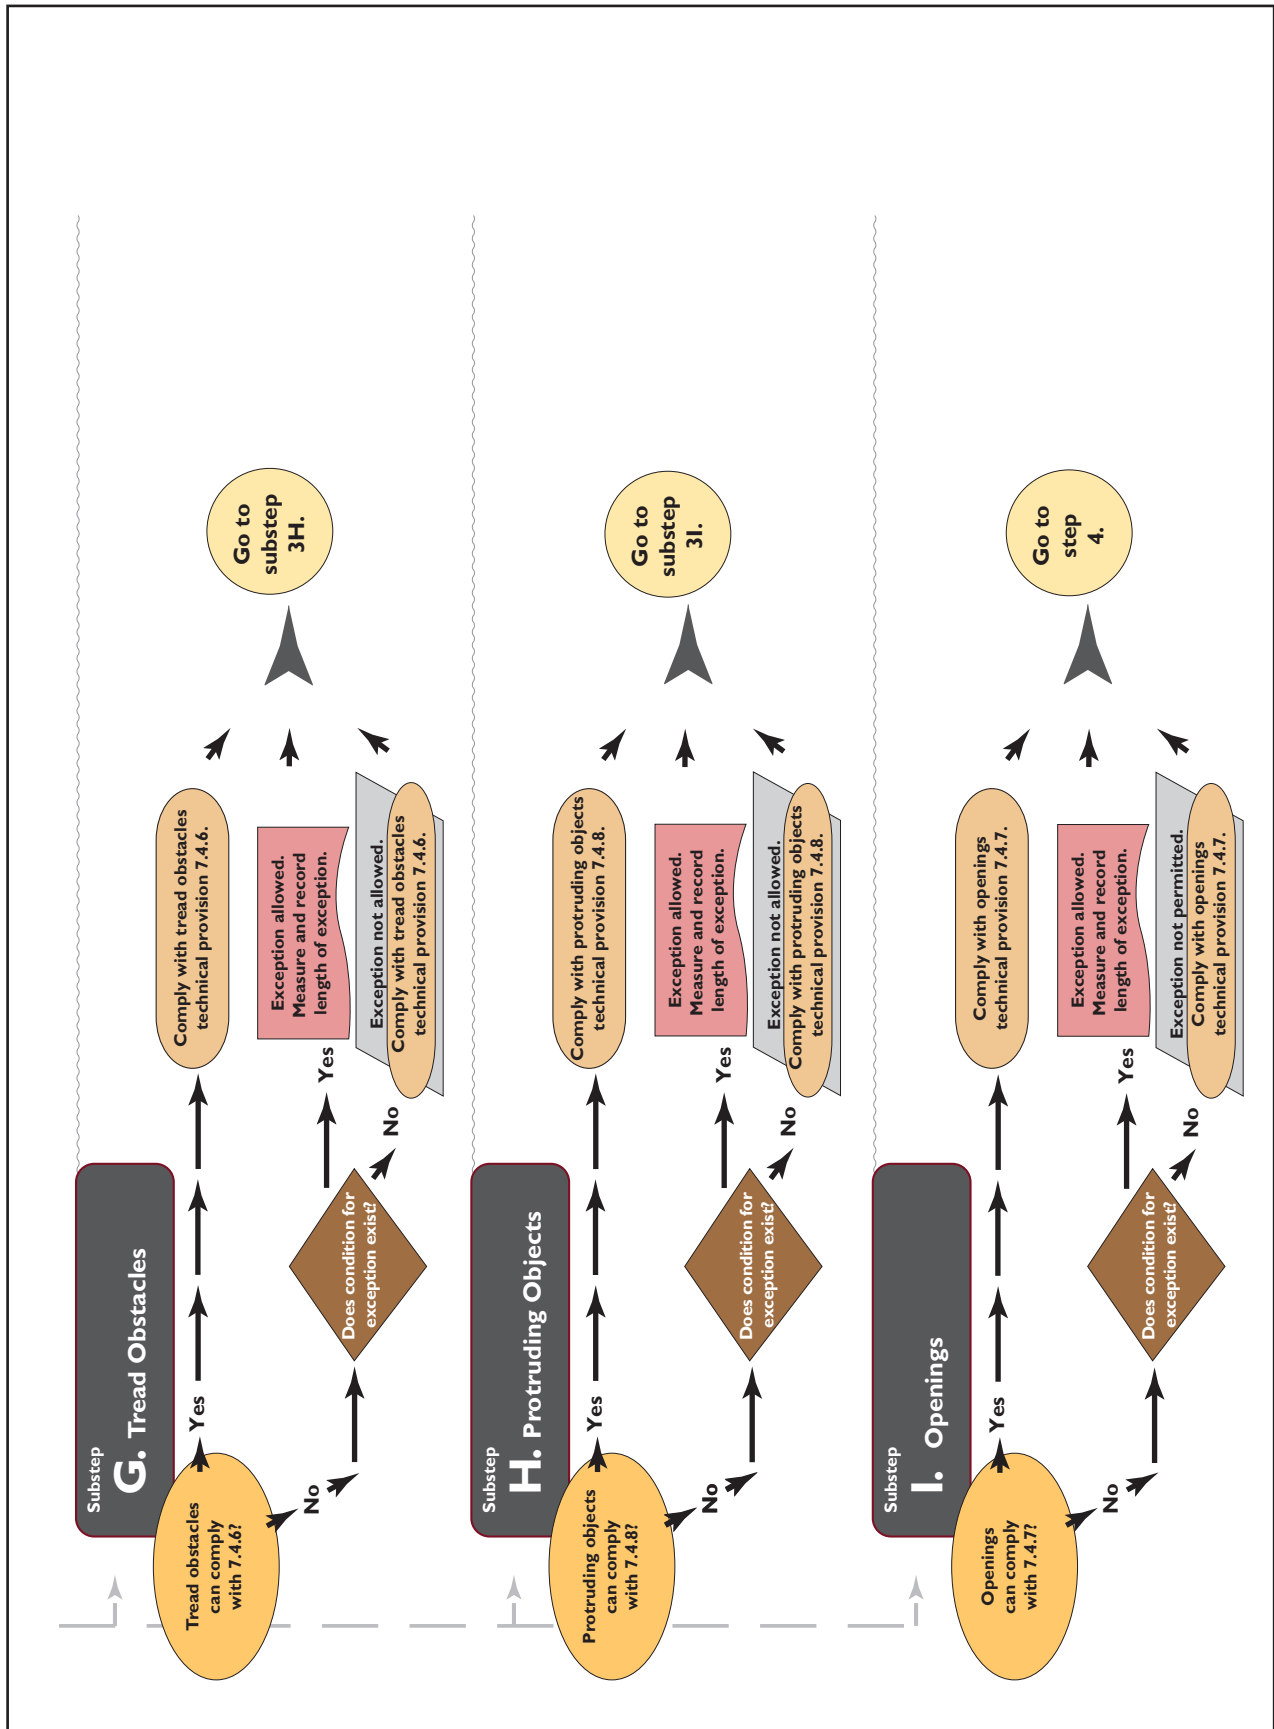 Substep
G. Tread Obstacles
Tread obstacles
can comply
with 7.4.6?
Yes
Comply with tread obstacles
technical provision 7.4.6.
No
Does condition for
exception exist?
Yes
Exception allowed.
Measure and record
length of exception.
No
Exception not allowed.
Comply with tread obstacles
technical provision 7.4.6.
Go to
substep
3H.
Substep
H. Protruding Objects
Protruding objects
can comply
with 7.4.8?
Yes
Comply with protruding objects
technical provision 7.4.8.
No
Does condition for
exception exist?
Yes
Exception allowed.
Measure and record
length of exception.
No
Exception not allowed.
Comply with protruding objects
technical provision 7.4.8.
Go to
substep
3I.
Substep
I. Openings
Openings
can comply
with 7.4.7?
Yes
Comply with openings
technical provision 7.4.7.
No
Does condition for
exception exist?
Yes
Exception allowed.
Measure and record
length of exception.
No
Exception not permitted.
Comply with openings
technical provision 7.4.7.
Go to
step
4.